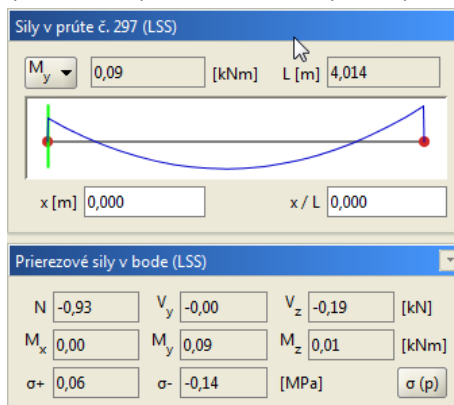 Sily v prúte č. 297 (LSS)
My 0,09 [kNm] L [m] 4,014
x [m] 0,000 x / L 0,000
Prierezové sily v bode (LSS)
N -0,93 Vy -0,00 Vz -0,19 [kN]
Mx 0,00 My 0,09 Mz 0,01 [kNm]
σ+ 0,06 σ- -0,14 [MPa] σ (p)